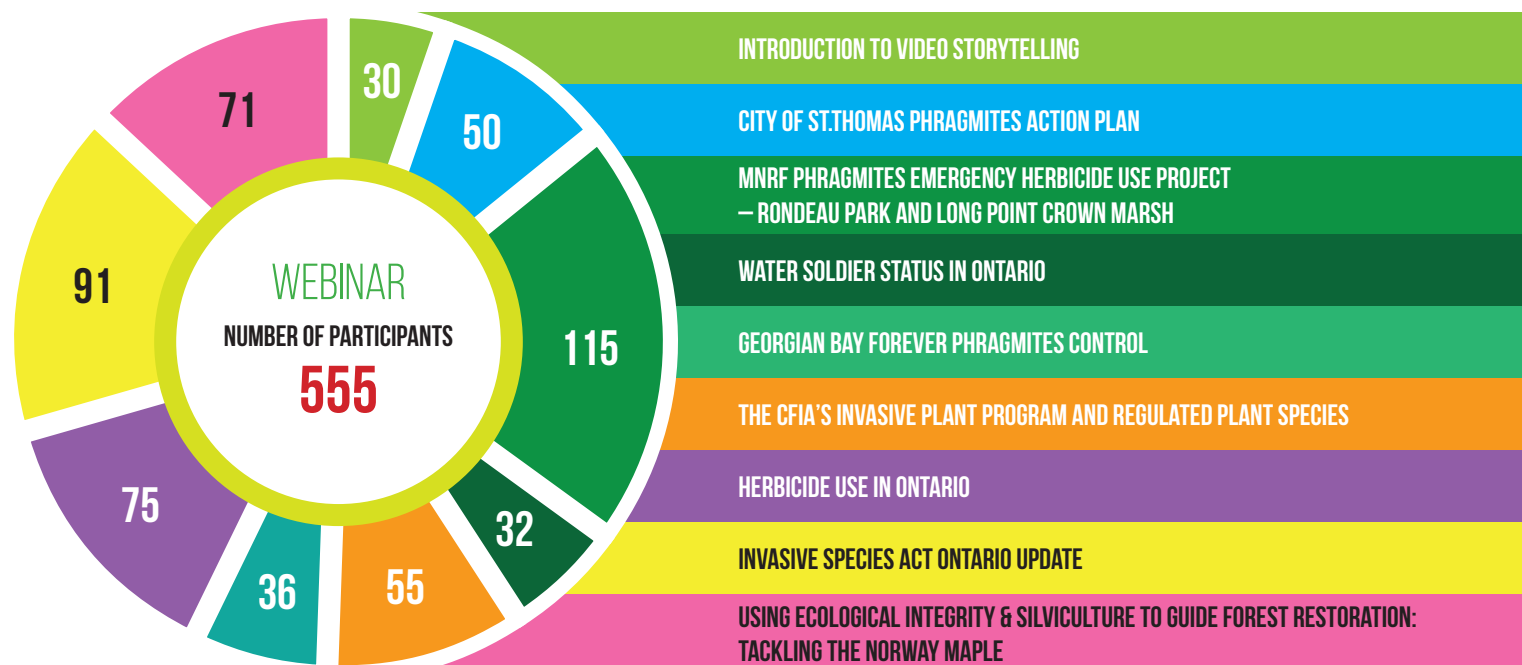 30
50
115
32
55
36
75
91
71
WEBINAR
NUMBER OF PARTICIPANTS
555
INTRODUCTION TO VIDEO STORYTELLING
CITY OF ST.THOMAS PHRAGMITES ACTION PLAN
MNRF PHRAGMITES EMERGENCY HERBICIDE USE PROJECT
– RONDEAU PARK AND LONG POINT CROWN MARSH
WATER SOLDIER STATUS IN ONTARIO
GEORGIAN BAY FOREVER PHRAGMITES CONTROL
THE CFIA'S INVASIVE PLANT PROGRAM AND REGULATED PLANT SPECIES
HERBICIDE USE IN ONTARIO
INVASIVE SPECIES ACT ONTARIO UPDATE
USING ECOLOGICAL INTEGRITY & SILVICULTURE TO GUIDE FOREST RESTORATION:
TACKLING THE NORWAY MAPLE